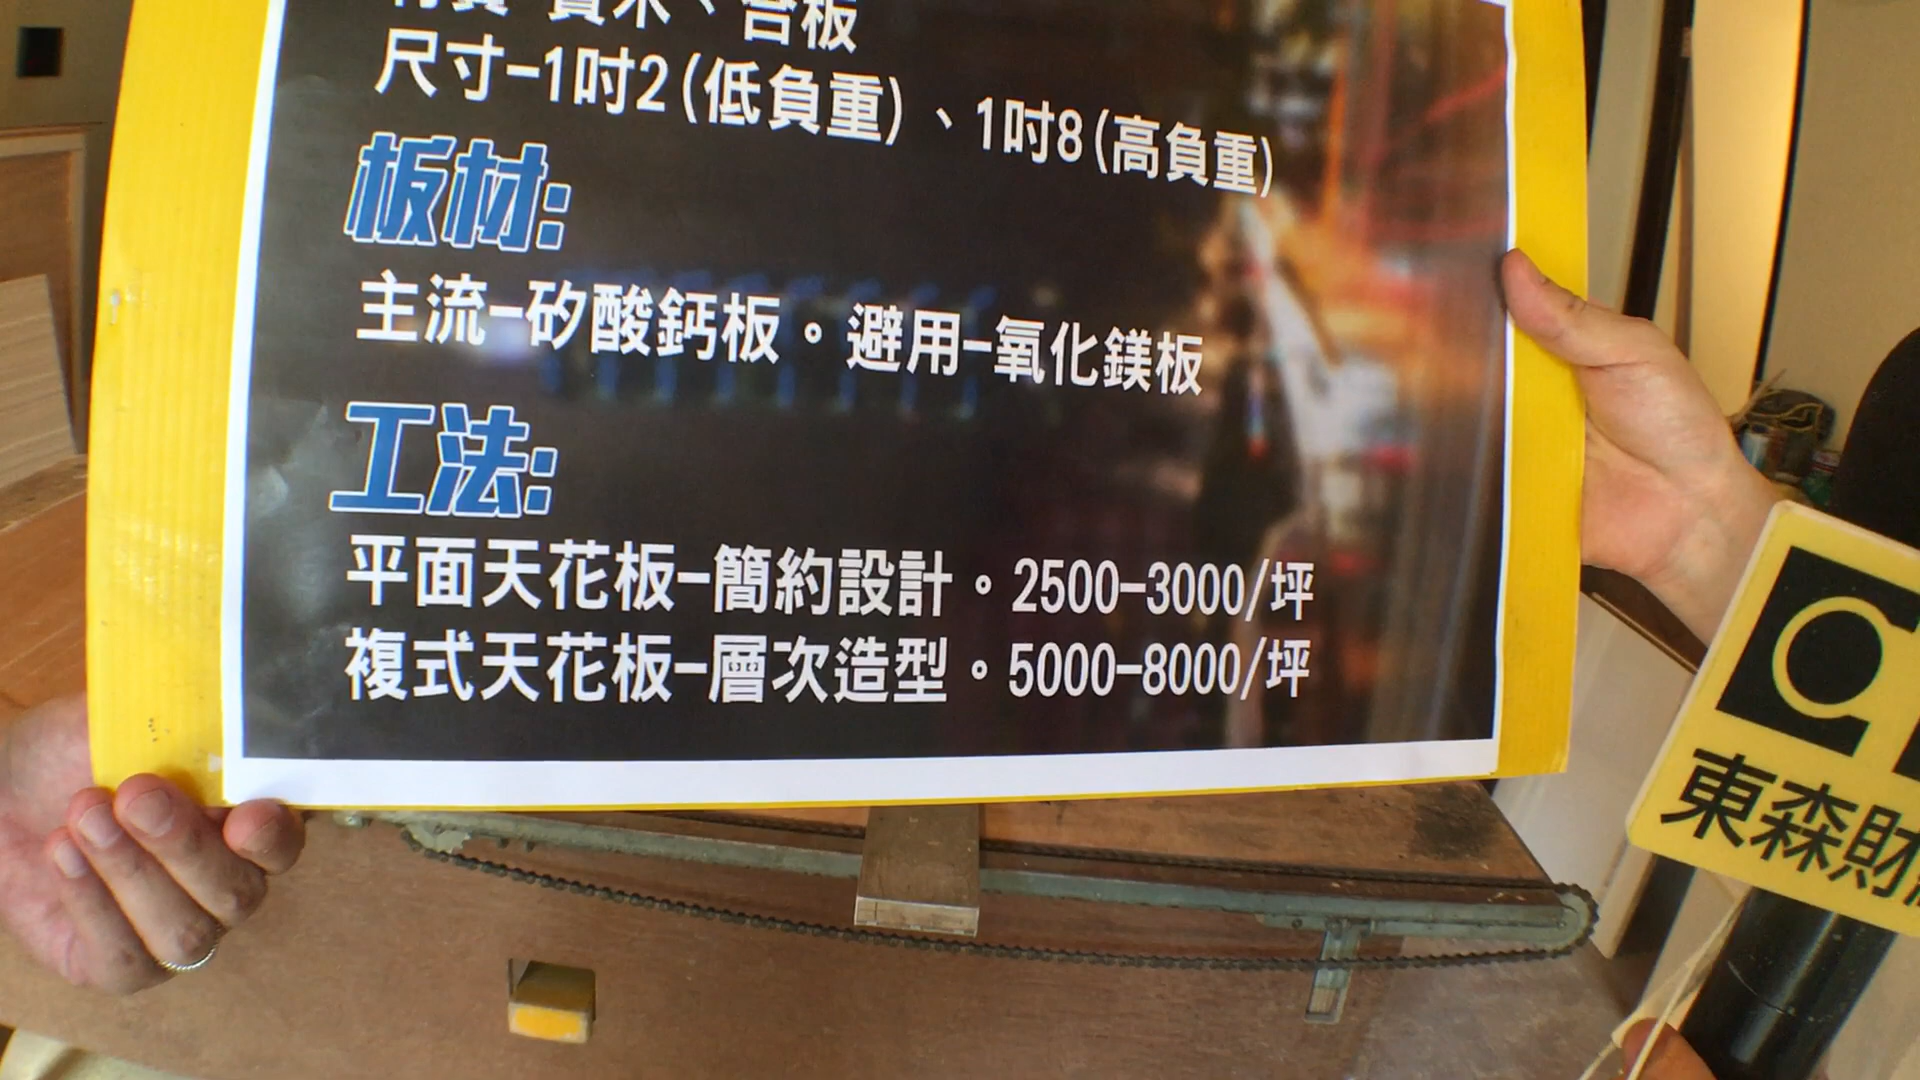 合板
尺寸-1吋2(低負重)、1吋8(高負重)
板材:
主流-矽酸鈣板。避用-氧化鎂板
工法:
平面天花板-簡約設計。2500-3000/坪
複式天花板-層次造型。5000-8000/坪
東森財